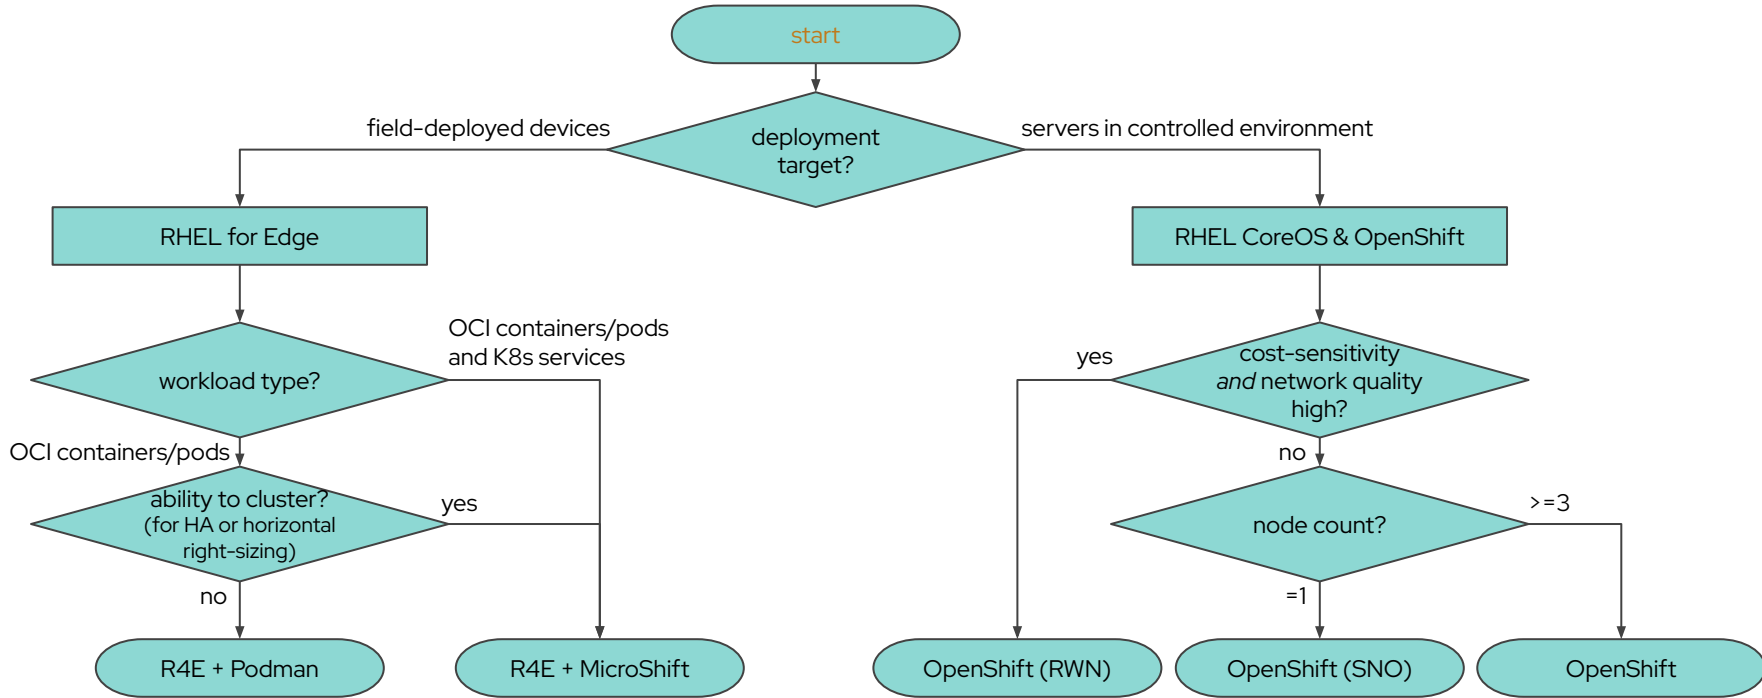 start
deployment
target?
field-deployed devices
servers in controlled environment
RHEL for Edge
RHEL CoreOS & OpenShift
workload type?
OCI containers/pods
and K8s services
OCI containers/pods
ability to cluster?
(for HA or horizontal
right-sizing)
yes
no
R4E + Podman
R4E + MicroShift
cost-sensitivity
and network quality
high?
yes
no
node count?
>=3
=1
OpenShift (RWN)
OpenShift (SNO)
OpenShift